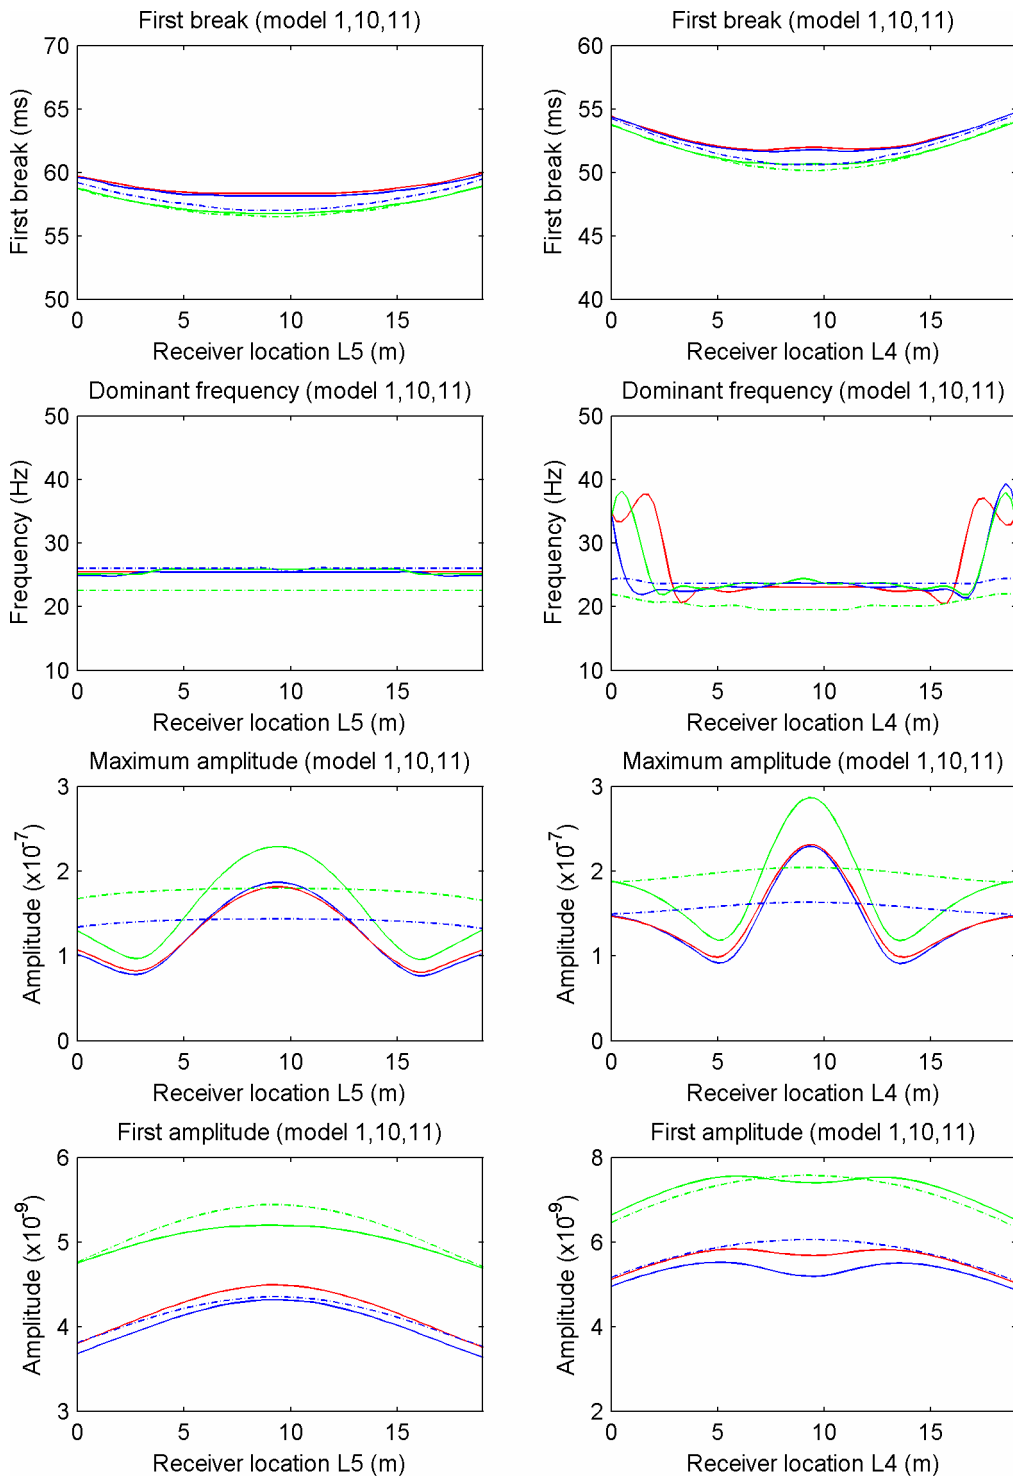 First break (model 1,10,11)
70
65
60
55
50
First break (ms)
0 5 10 15
Receiver location L5 (m)
First break (model 1,10,11)
60
55
50
45
40
First break (ms)
0 5 10 15
Receiver location L4 (m)
Dominant frequency (model 1,10,11)
50
40
30
20
10
Frequency (Hz)
0 5 10 15
Receiver location L5 (m)
Dominant frequency (model 1,10,11)
50
40
30
20
10
Frequency (Hz)
0 5 10 15
Receiver location L4 (m)
Maximum amplitude (model 1,10,11)
3
2
1
0
Amplitude (x10⁻⁷)
0 5 10 15
Receiver location L5 (m)
Maximum amplitude (model 1,10,11)
3
2
1
0
Amplitude (x10⁻⁷)
0 5 10 15
Receiver location L4 (m)
First amplitude (model 1,10,11)
6
5
4
3
Amplitude (x10⁻⁹)
0 5 10 15
Receiver location L5 (m)
First amplitude (model 1,10,11)
8
6
4
2
Amplitude (x10⁻⁹)
0 5 10 15
Receiver location L4 (m)